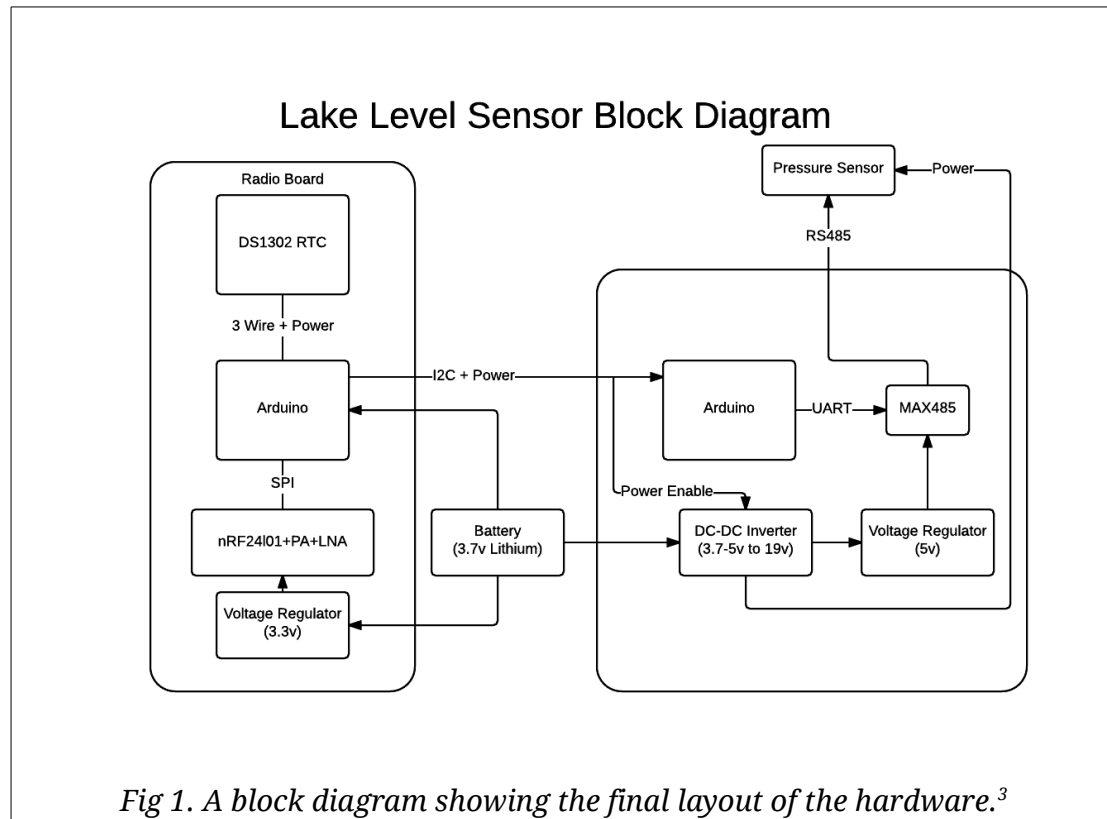 Lake Level Sensor Block Diagram
Radio Board
DS1302 RTC
3 Wire + Power
Arduino
SPI
nRF24l01+PA+LNA
Voltage Regulator
(3.3v)
I2C + Power
Battery
(3.7v Lithium)
Pressure Sensor
Power
RS485
Arduino
UART
MAX485
Power Enable
DC-DC Inverter
(3.7-5v to 19v)
Voltage Regulator
(5v)
Fig 1. A block diagram showing the final layout of the hardware.³